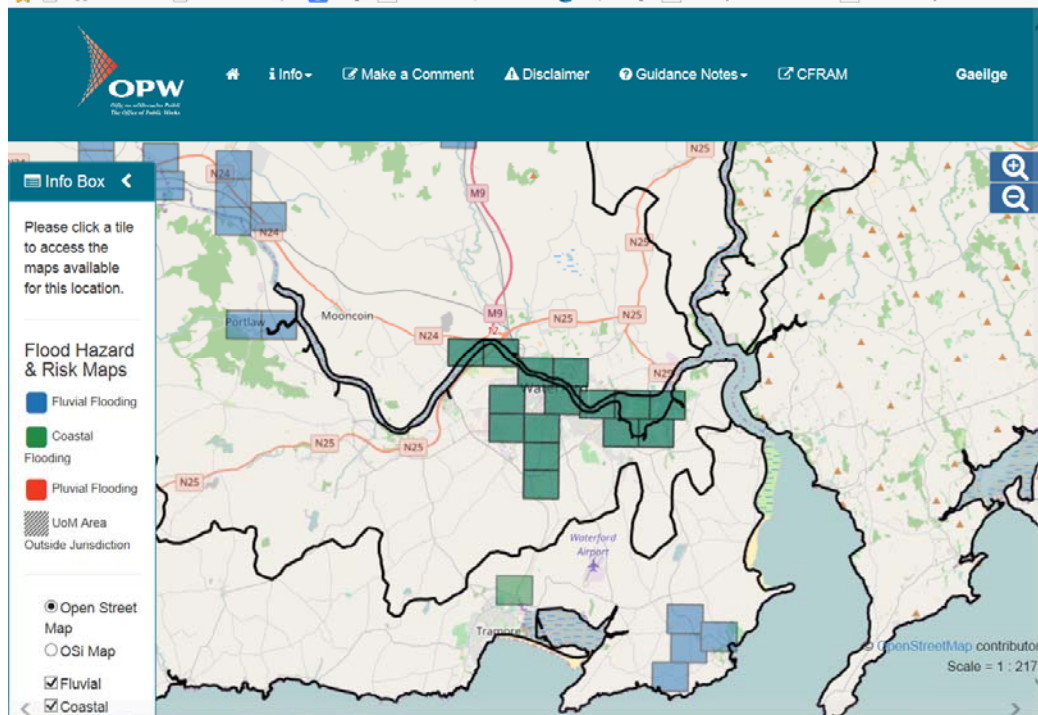 OPW
Oifig na nOibreacha Poiblí
The Office of Public Works
Info
Make a Comment
Disclaimer
Guidance Notes
CFRAM
Gaeilge
Info Box
Please click a tile
to access the
maps available
for this location.
Flood Hazard
& Risk Maps
Fluvial Flooding
Coastal
Flooding
Pluvial Flooding
UoM Area
Outside Jurisdiction
Open Street
Map
OSi Map
Fluvial
Coastal
N24
N24
M9
N25
N25
Portlaw
Mooncoin
N24
M9
N25
N25
N25
N25
N25
N25
Waterford
Airport
Tramore
© OpenStreetMap contributor
Scale = 1 : 217